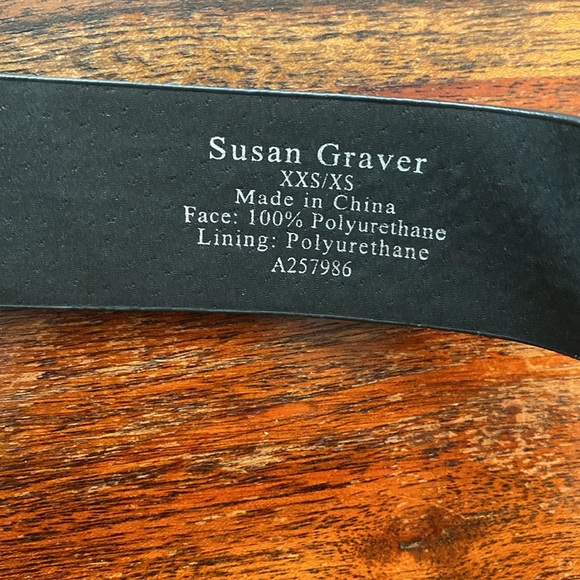 Susan Graver
XXS/XS
Made in China
Face: 100% Polyurethane
Lining: Polyurethane
A257986